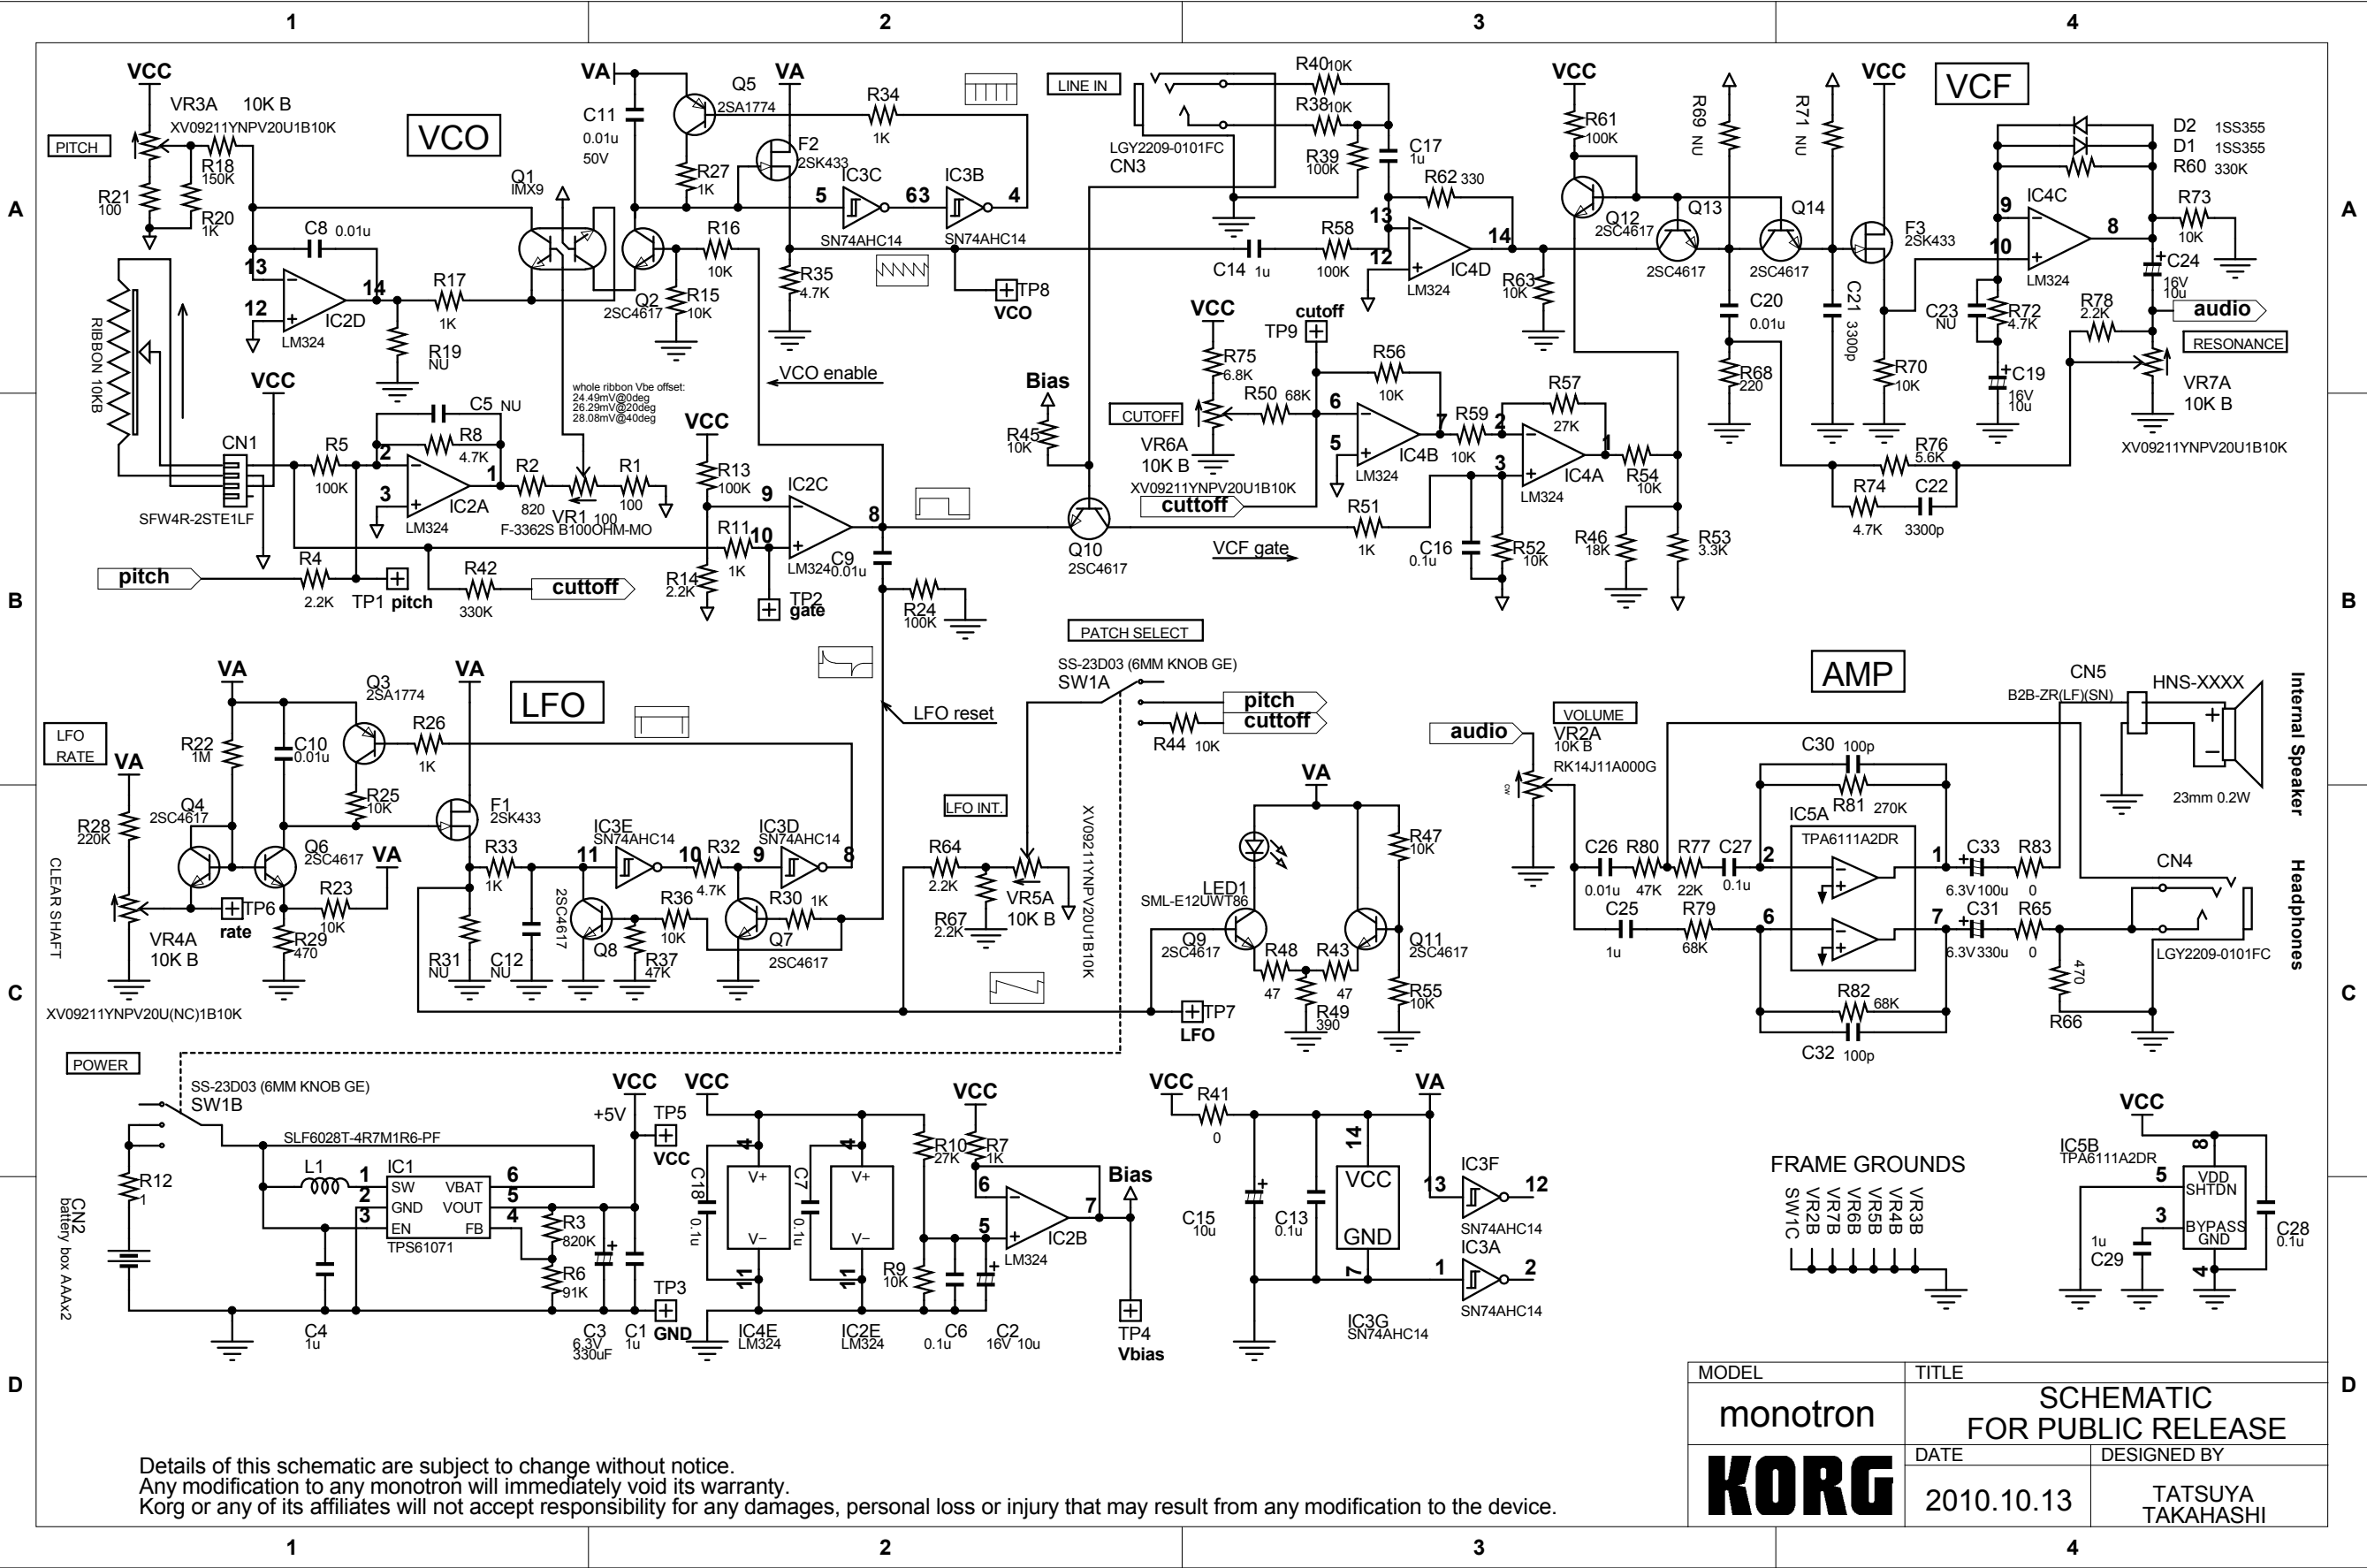 1
2
3
4
A
A
B
B
C
C
D
D
1
2
3
4
VCC
VR3A 10K B
XV09211YNPV20U1B10K
PITCH
R18
150K
R21
100
R20
1K
VCO
C8 0.01u
13
12
14
IC2D
LM324
R17
1K
R19
NU
RIBBON 10KB
VCC
CN1
SFW4R-2STE1LF
Q1
IMX9
VA
C11
0.01u
50V
Q5
2SA1774
R27
1K
VA
F2
2SK433
R34
1K
IC3C
5
6
SN74AHC14
IC3B
3
4
SN74AHC14
R16
10K
Q2
2SC4617
R15
10K
R35
4.7K
TP8
VCO
VCO enable
whole ribbon Vbe offset:
24.49mV@0deg
26.29mV@20deg
28.08mV@40deg
C5 NU
R8
4.7K
R5
100K
2
3
1
IC2A
LM324
R2
820
VR1 100
F-3362S B100OHM-MO
R1
100
pitch
R4
2.2K
TP1 pitch
R42
330K
cuttoff
VCC
R13
100K
R14
2.2K
R11
1K
TP2
gate
IC2C
9
10
8
LM324
C9
0.01u
R24
100K
LFO reset
LINE IN
LGY2209-0101FC
CN3
R40 10K
R38 10K
R39
100K
C17
1u
R62 330
C14 1u
R58
100K
13
12
14
IC4D
LM324
R63
10K
VCC
R61
100K
Q12
2SC4617
Q13
2SC4617
Q14
2SC4617
R69 NU
R71 NU
C20
0.01u
R68
220
C21 3300p
VCC
F3
2SK433
R70
10K
VCF
D2 1SS355
D1 1SS355
R60 330K
IC4C
9
10
8
LM324
R73
10K
C24
16V
10u
C23
NU
R72
4.7K
C19
16V
10u
R78
2.2K
audio
RESONANCE
VR7A
10K B
XV09211YNPV20U1B10K
R76
5.6K
R74
4.7K
C22
3300p
Bias
R45
10K
Q10
2SC4617
VCC
R75
6.8K
CUTOFF
VR6A
10K B
XV09211YNPV20U1B10K
R50 68K
cutoff
TP9
cuttoff
R56
10K
6
5
7
IC4B
LM324
R59
10K
R57
27K
2
3
1
IC4A
LM324
R54
10K
R51
1K
VCF gate
C16
0.1u
R52
10K
R46
18K
R53
3.3K
LFO
LFO
RATE
VA
R28
220K
VA
R22
1M
C10
0.01u
Q3
2SA1774
R26
1K
R25
10K
Q4
2SC4617
Q6
2SC4617
VA
R23
10K
R29
470
TP6
rate
CLEAR SHAFT
VR4A
10K B
XV09211YNPV20U(NC)1B10K
VA
F1
2SK433
R33
1K
R31
NU
C12
NU
IC3E
SN74AHC14
11
10
R32
4.7K
IC3D
SN74AHC14
9
8
2SC4617
Q8
R36
10K
R37
47K
R30 1K
Q7
2SC4617
LFO INT.
R64
2.2K
R67
2.2K
VR5A
10K B
XV09211YNPV20U1B10K
PATCH SELECT
SS-23D03 (6MM KNOB GE)
SW1A
pitch
cuttoff
R44 10K
TP7
LFO
VA
LED1
SML-E12UWT86
Q9
2SC4617
R48
47
R43
47
R49
390
Q11
2SC4617
R47
10K
R55
10K
AMP
audio
VOLUME
VR2A
10K B
RK14J11A000G
CW
C26
0.01u
R80
47K
R77
22K
C27
0.1u
C25
1u
R79
68K
C30 100p
R81 270K
IC5A
TPA6111A2DR
2
1
6
7
R82 68K
C32 100p
C33
6.3V 100u
R83
0
C31
6.3V 330u
R65
0
470
R66
CN5
B2B-ZR(LF)(SN)
HNS-XXXX
23mm 0.2W
Internal Speaker
CN4
LGY2209-0101FC
Headphones
POWER
SS-23D03 (6MM KNOB GE)
SW1B
SLF6028T-4R7M1R6-PF
R12
1
CN2
battery box AAAx2
L1
IC1
1
2
3
SW
GND
EN
VBAT
VOUT
FB
6
5
4
TPS61071
C4
1u
R3
820K
R6
91K
C3
6.3V
330uF
C1
1u
VCC
+5V
TP5
VCC
TP3
GND
VCC
C18 0.1u
4
V+
V−
11
IC4E
LM324
C7 0.1u
4
V+
V−
11
IC2E
LM324
R10
27K
R9
10K
C6
0.1u
C2
16V 10u
VCC
R7
1K
6
5
7
IC2B
LM324
Bias
TP4
Vbias
VCC
R41
0
C15
10u
C13
0.1u
14
VCC
GND
7
IC3G
SN74AHC14
VA
IC3F
13
12
SN74AHC14
IC3A
1
2
SN74AHC14
FRAME GROUNDS
SW1C
VR2B
VR7B
VR6B
VR5B
VR4B
VR3B
VCC
IC5B
TPA6111A2DR
8
5
3
4
VDD
SHTDN
BYPASS
GND
1u
C29
C28
0.1u
MODEL
monotron
TITLE
SCHEMATIC
FOR PUBLIC RELEASE
KORG
DATE
2010.10.13
DESIGNED BY
TATSUYA
TAKAHASHI
Details of this schematic are subject to change without notice.
Any modification to any monotron will immediately void its warranty.
Korg or any of its affiliates will not accept responsibility for any damages, personal loss or injury that may result from any modification to the device.